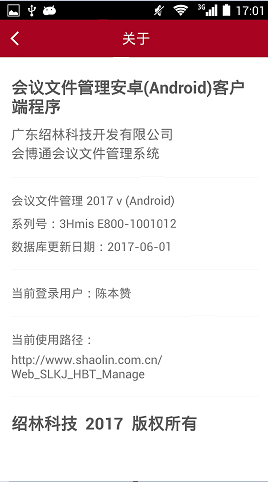 3G 17:01
关于
会议文件管理安卓(Android)客户
端程序
广东绍林科技开发有限公司
会博通会议文件管理系统
会议文件管理 2017 v (Android)
系列号：3Hmis E800-1001012
数据库更新日期：2017-06-01
当前登录用户：陈本赞
当前使用路径：
http://www.shaolin.com.cn/
Web_SLKJ_HBT_Manage
绍林科技 2017 版权所有